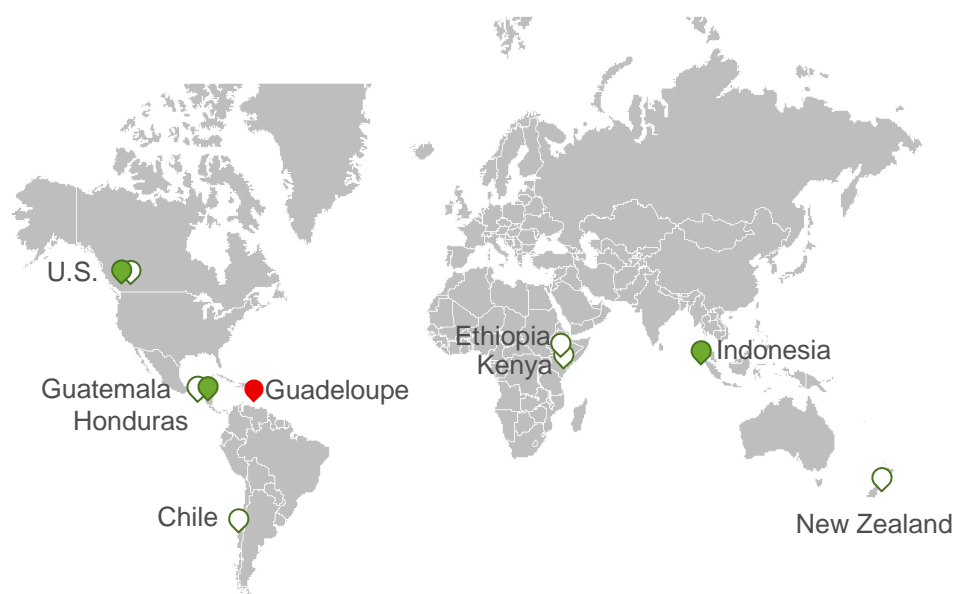 U.S.
Ethiopia
Kenya
Indonesia
Guatemala
Guadeloupe
Honduras
Chile
New Zealand